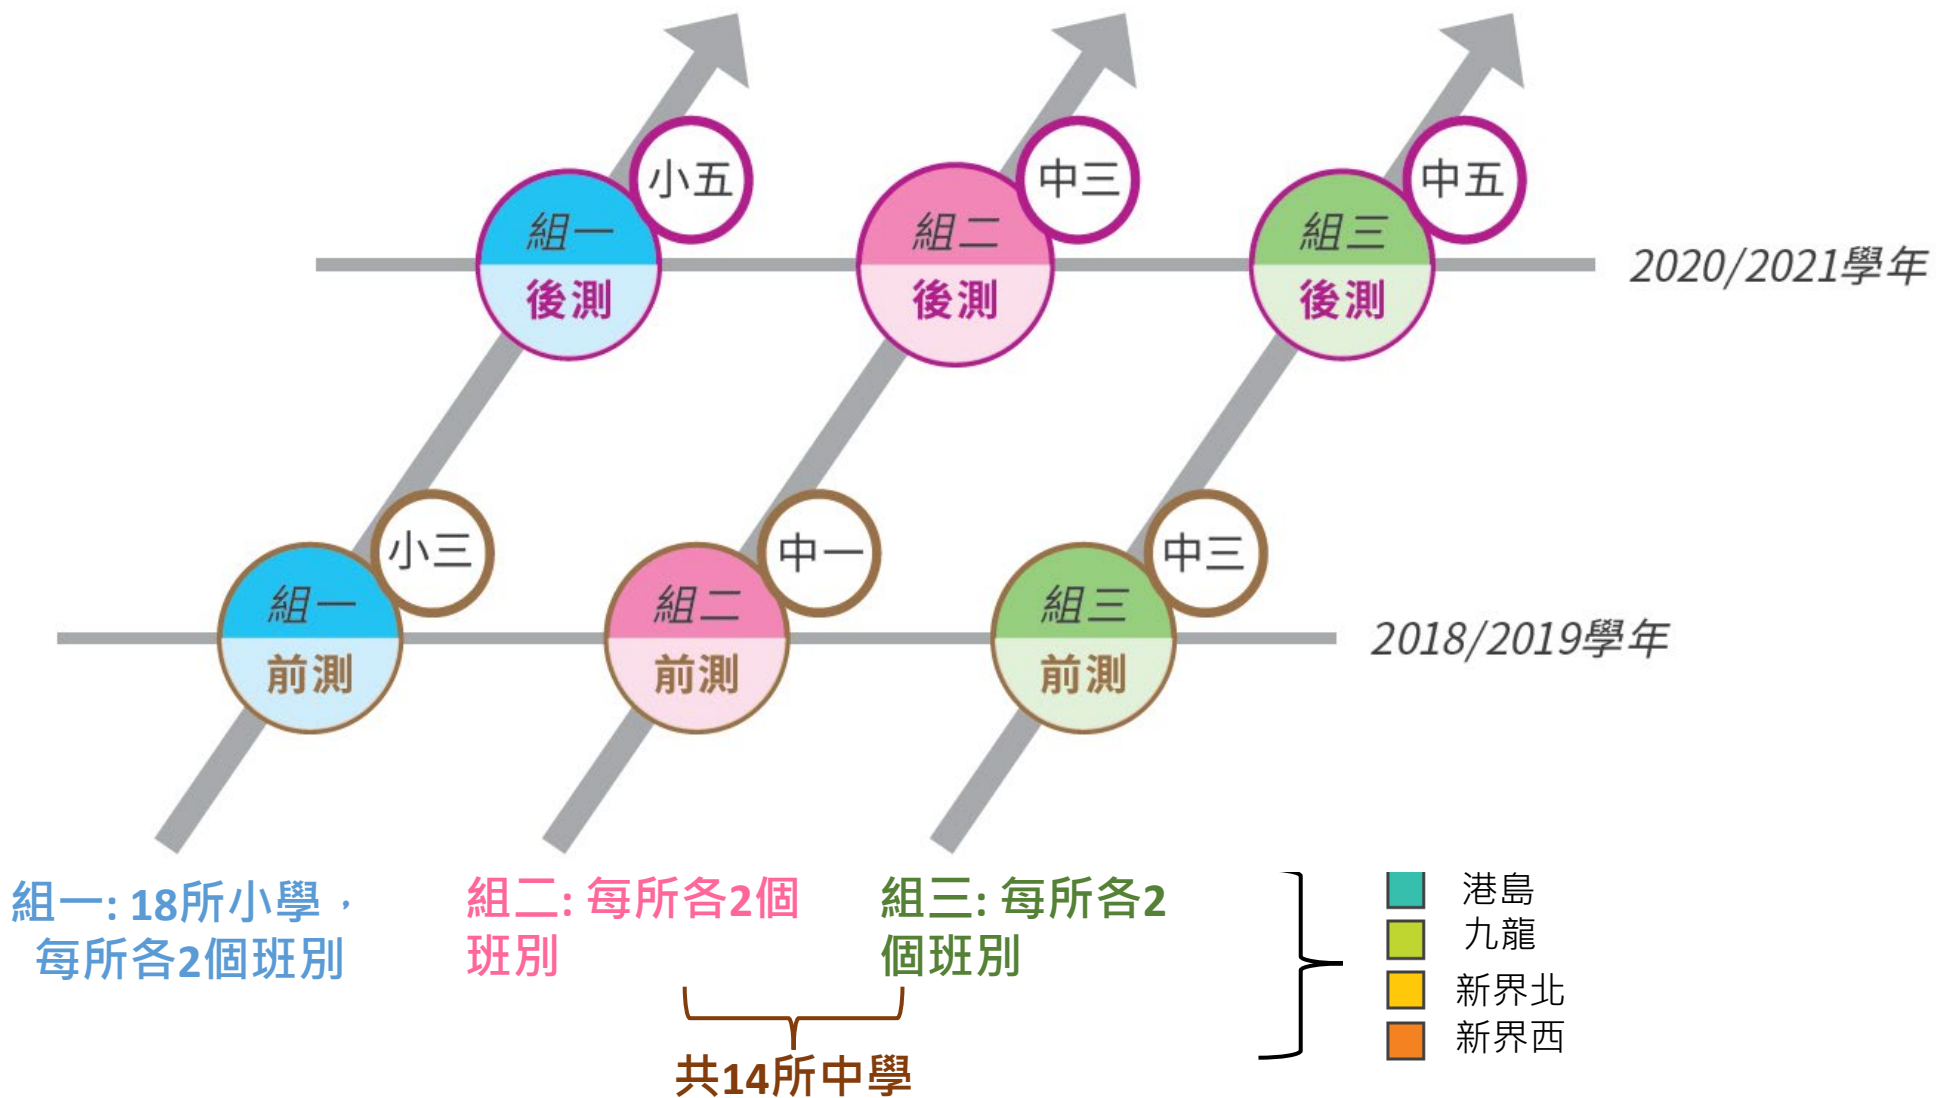 小五
中三
中五
組一
組二
組三
2020/2021學年
後測
後測
後測
小三
中一
中三
組一
組二
組三
2018/2019學年
前測
前測
前測
組一: 18所小學，
每所各2個班別
組二: 每所各2個
班別
組三: 每所各2
個班別
共14所中學
港島
九龍
新界北
新界西